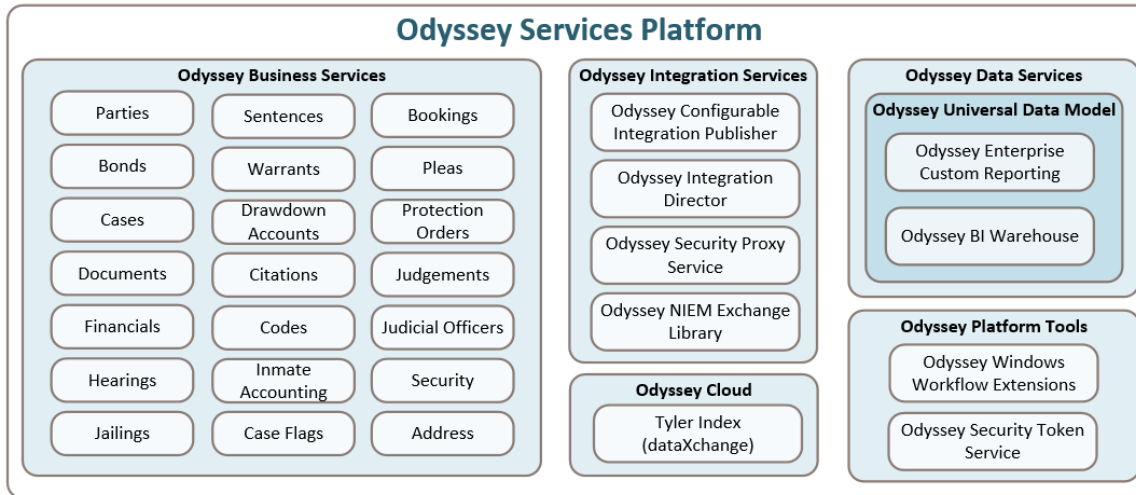 Odyssey Services Platform
Odyssey Business Services
Parties
Sentences
Bookings
Bonds
Warrants
Pleas
Cases
Drawdown
Accounts
Protection
Orders
Documents
Citations
Judgements
Financials
Codes
Judicial Officers
Hearings
Inmate
Accounting
Security
Jailings
Case Flags
Address
Odyssey Integration Services
Odyssey Configurable
Integration Publisher
Odyssey Integration
Director
Odyssey Security Proxy
Service
Odyssey NIEM Exchange
Library
Odyssey Cloud
Tyler Index
(dataXchange)
Odyssey Data Services
Odyssey Universal Data Model
Odyssey Enterprise
Custom Reporting
Odyssey BI Warehouse
Odyssey Platform Tools
Odyssey Windows
Workflow Extensions
Odyssey Security Token
Service